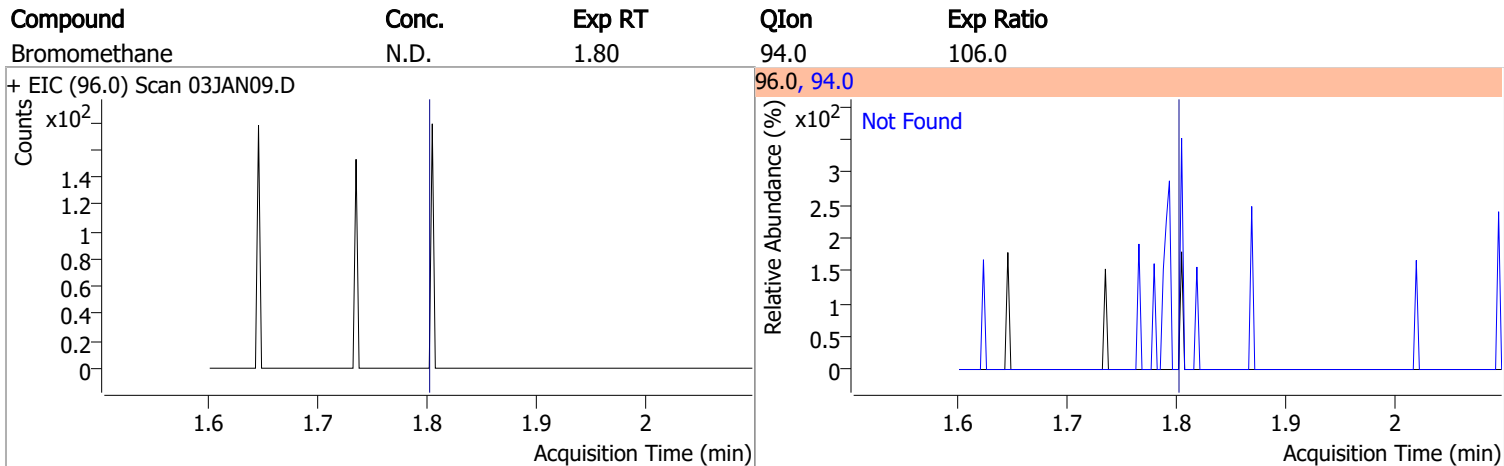 Compound Conc. Exp RT QIon Exp Ratio
Bromomethane N.D. 1.80 94.0 106.0
+ EIC (96.0) Scan 03JAN09.D
Counts
x10²
1.4
1.2
1
0.8
0.6
0.4
0.2
0
1.6 1.7 1.8 1.9 2
Acquisition Time (min)
96.0, 94.0
Relative Abundance (%)
x10²
Not Found
3
2.5
2
1.5
1
0.5
0
1.6 1.7 1.8 1.9 2
Acquisition Time (min)